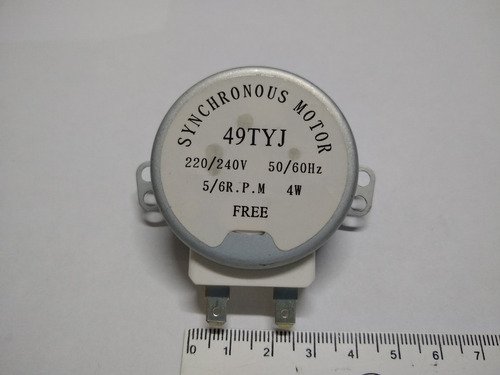 SYNCHRONOUS MOTOR
49TYJ
220/240V 50/60Hz
5/6R.P.M 4W
FREE
0 1 2 3 4 5 6 7